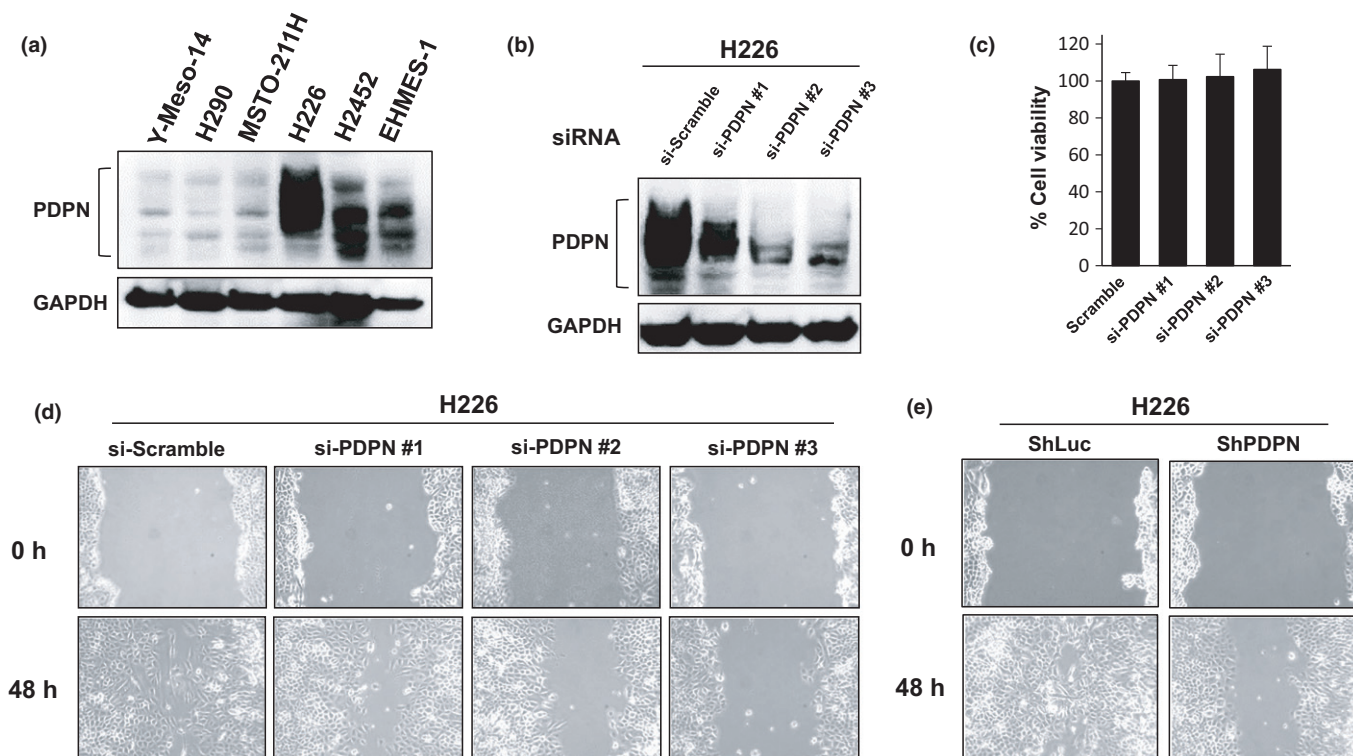 (a)
Y-Meso-14
H290
MSTO-211H
H226
H2452
EHMES-1
PDPN
GAPDH
(b)
H226
siRNA
si-Scramble
si-PDPN #1
si-PDPN #2
si-PDPN #3
PDPN
GAPDH
(c)
% Cell viability
120
100
80
60
40
20
0
Scramble
si-PDPN #1
si-PDPN #2
si-PDPN #3
(d)
H226
si-Scramble
si-PDPN #1
si-PDPN #2
si-PDPN #3
0 h
48 h
(e)
H226
ShLuc
ShPDPN
0 h
48 h